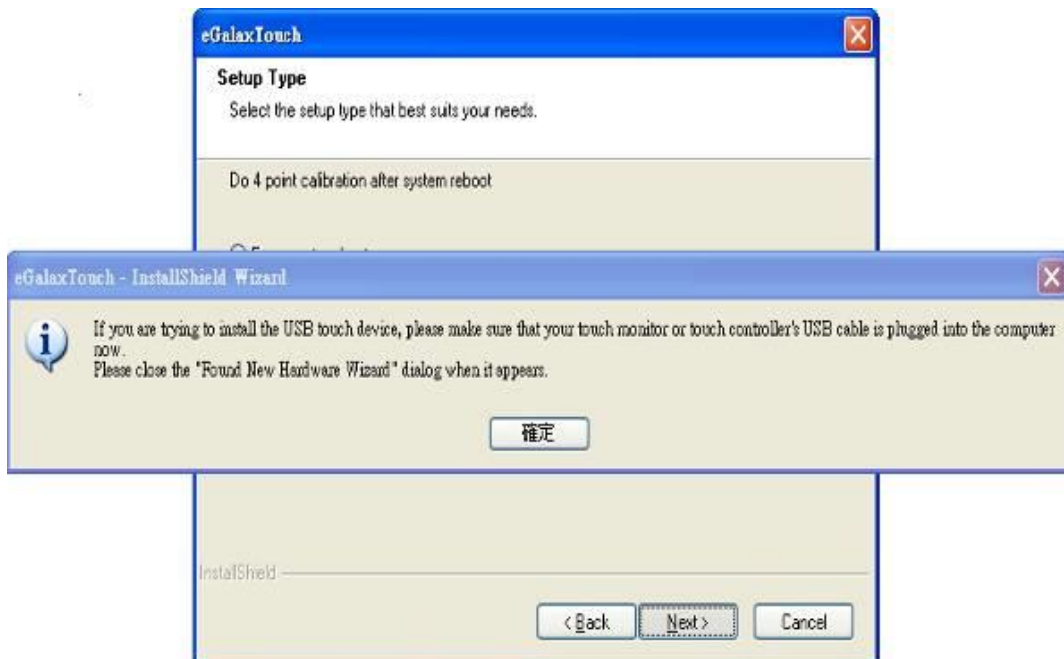 eGalaxTouch
Setup Type
Select the setup type that best suits your needs.
Do 4 point calibration after system reboot
eGalaxTouch - InstallShield Wizard
If you are trying to install the USB touch device, please make sure that your touch monitor or touch controller's USB cable is plugged into the computer
now.
Please close the "Found New Hardware Wizard" dialog when it appears.
確定
InstallShield
< Back Next > Cancel